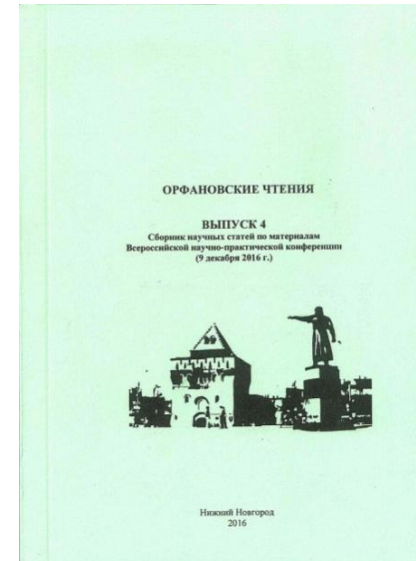 ОРФАНОВСКИЕ ЧТЕНИЯ
ВЫПУСК 4
Сборник научных статей по материалам
Всероссийской научно-практической конференции
(9 декабря 2016 г.)
Нижний Новгород
2016